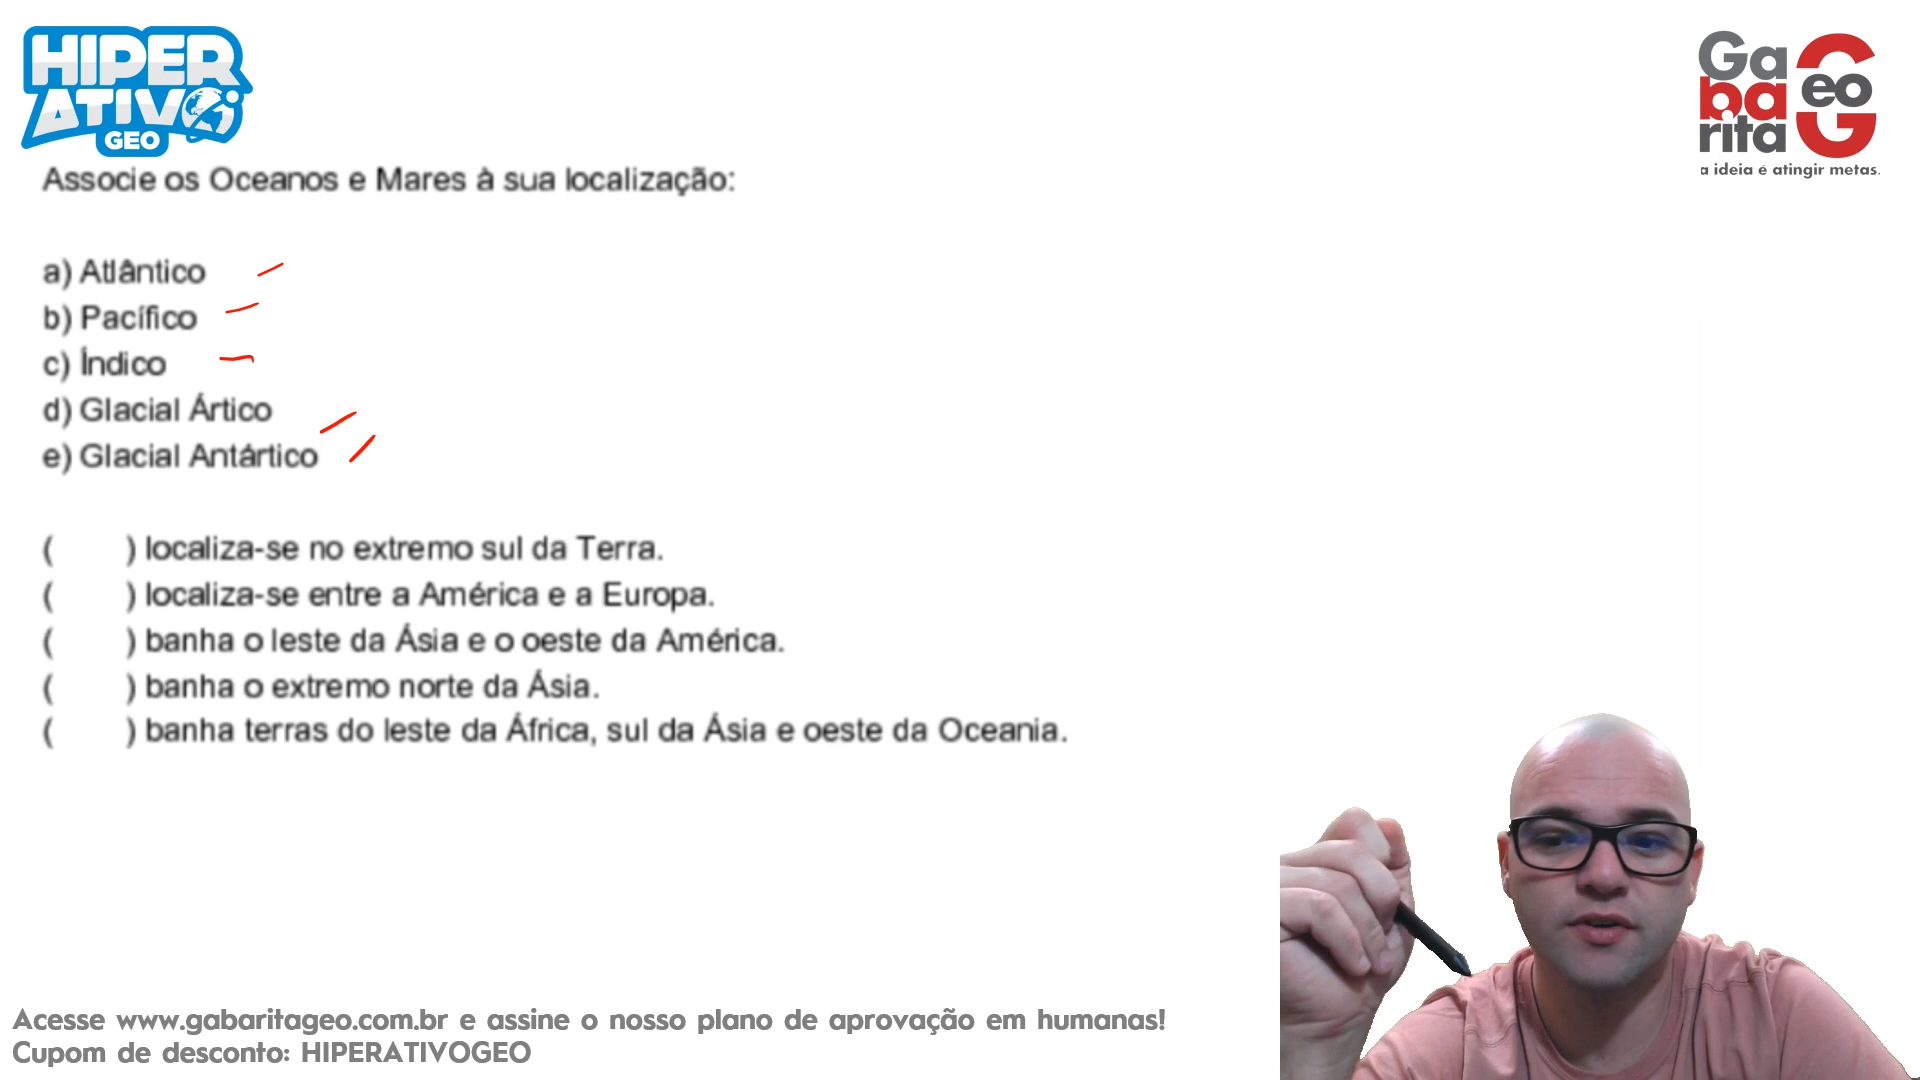 HIPER
ATIVO
GEO
Ga
ba
rita
Geo
a ideia é atingir metas.
Associe os Oceanos e Mares à sua localização:
a) Atlântico
b) Pacífico
c) Índico
d) Glacial Ártico
e) Glacial Antártico
( ) localiza-se no extremo sul da Terra.
( ) localiza-se entre a América e a Europa.
( ) banha o leste da Ásia e o oeste da América.
( ) banha o extremo norte da Ásia.
( ) banha terras do leste da África, sul da Ásia e oeste da Oceania.
Acesse www.gabaritageo.com.br e assine o nosso plano de aprovação em humanas!
Cupom de desconto: HIPERATIVOGEO